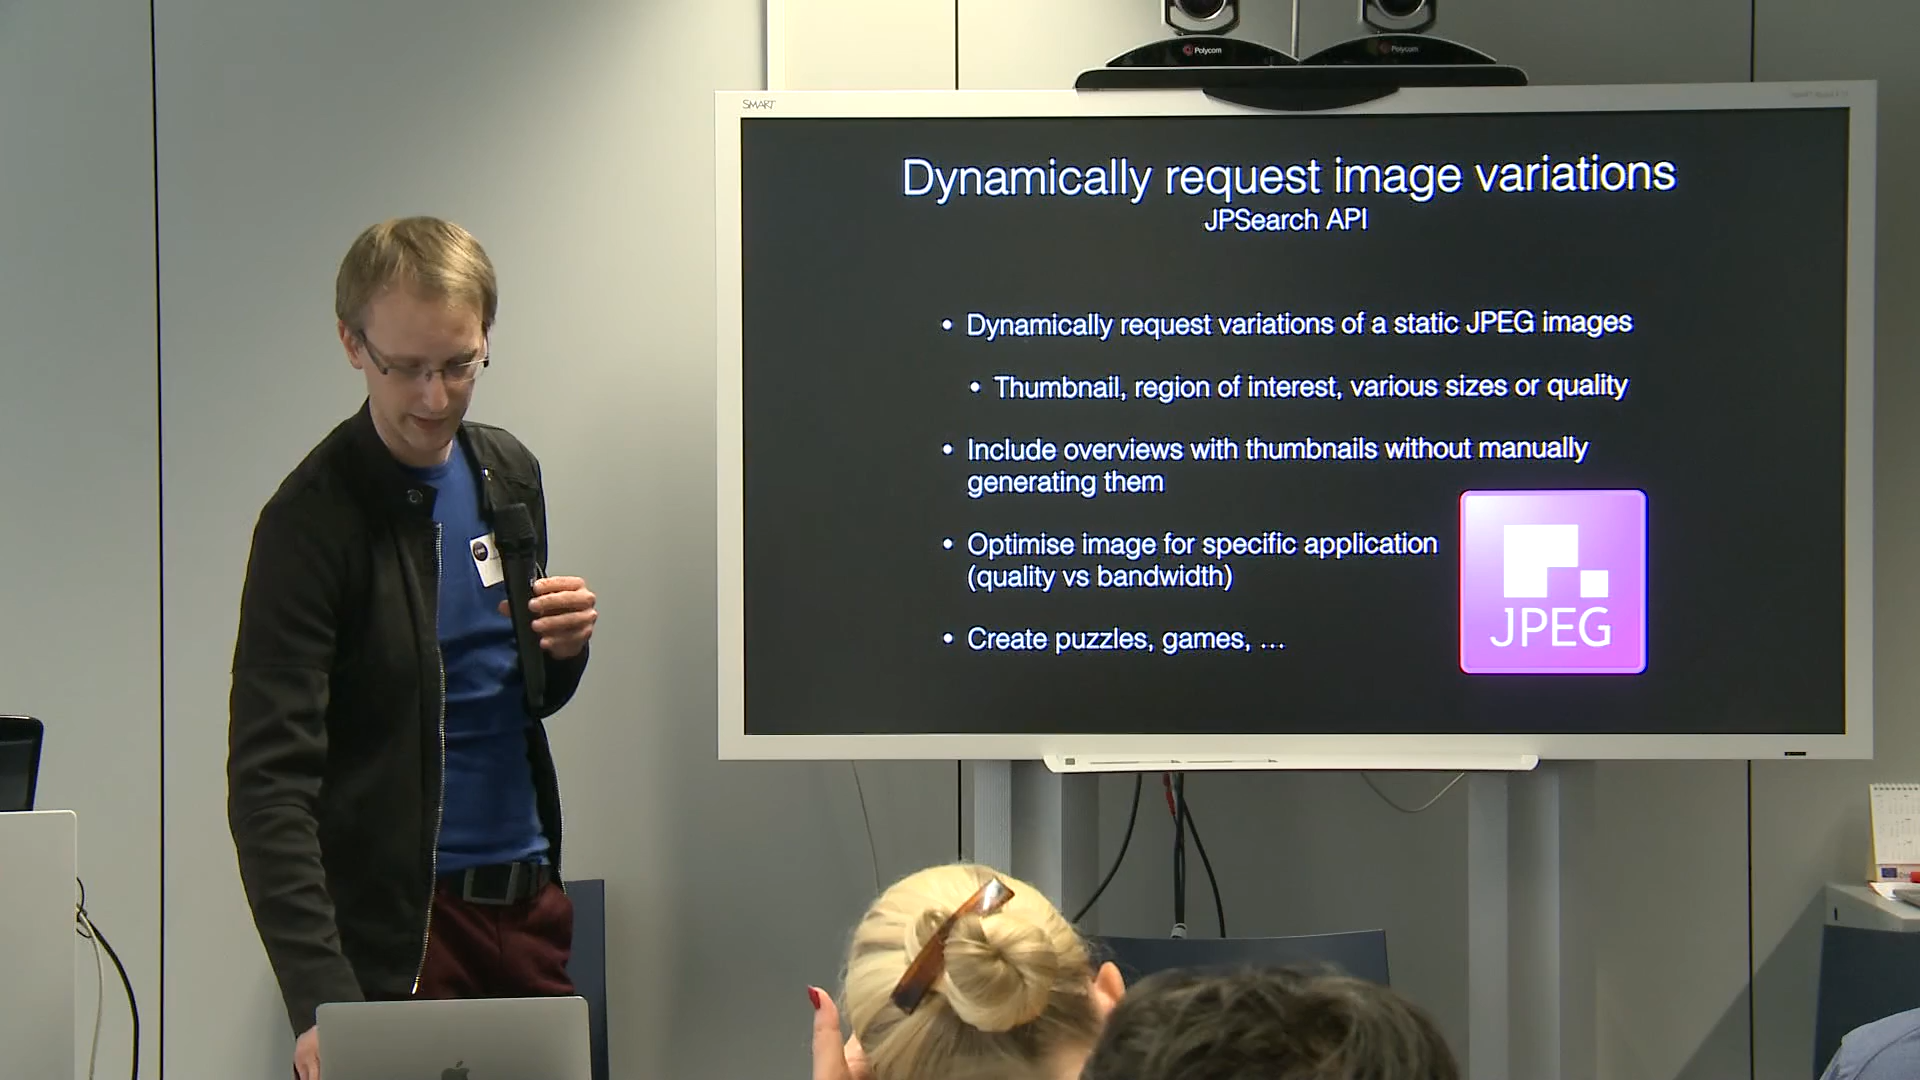 Polycom
Polycom
SMART
Dynamically request image variations
JPSearch API
• Dynamically request variations of a static JPEG images
• Thumbnail, region of interest, various sizes or quality
• Include overviews with thumbnails without manually
generating them
• Optimise image for specific application
(quality vs bandwidth)
• Create puzzles, games, …
JPEG